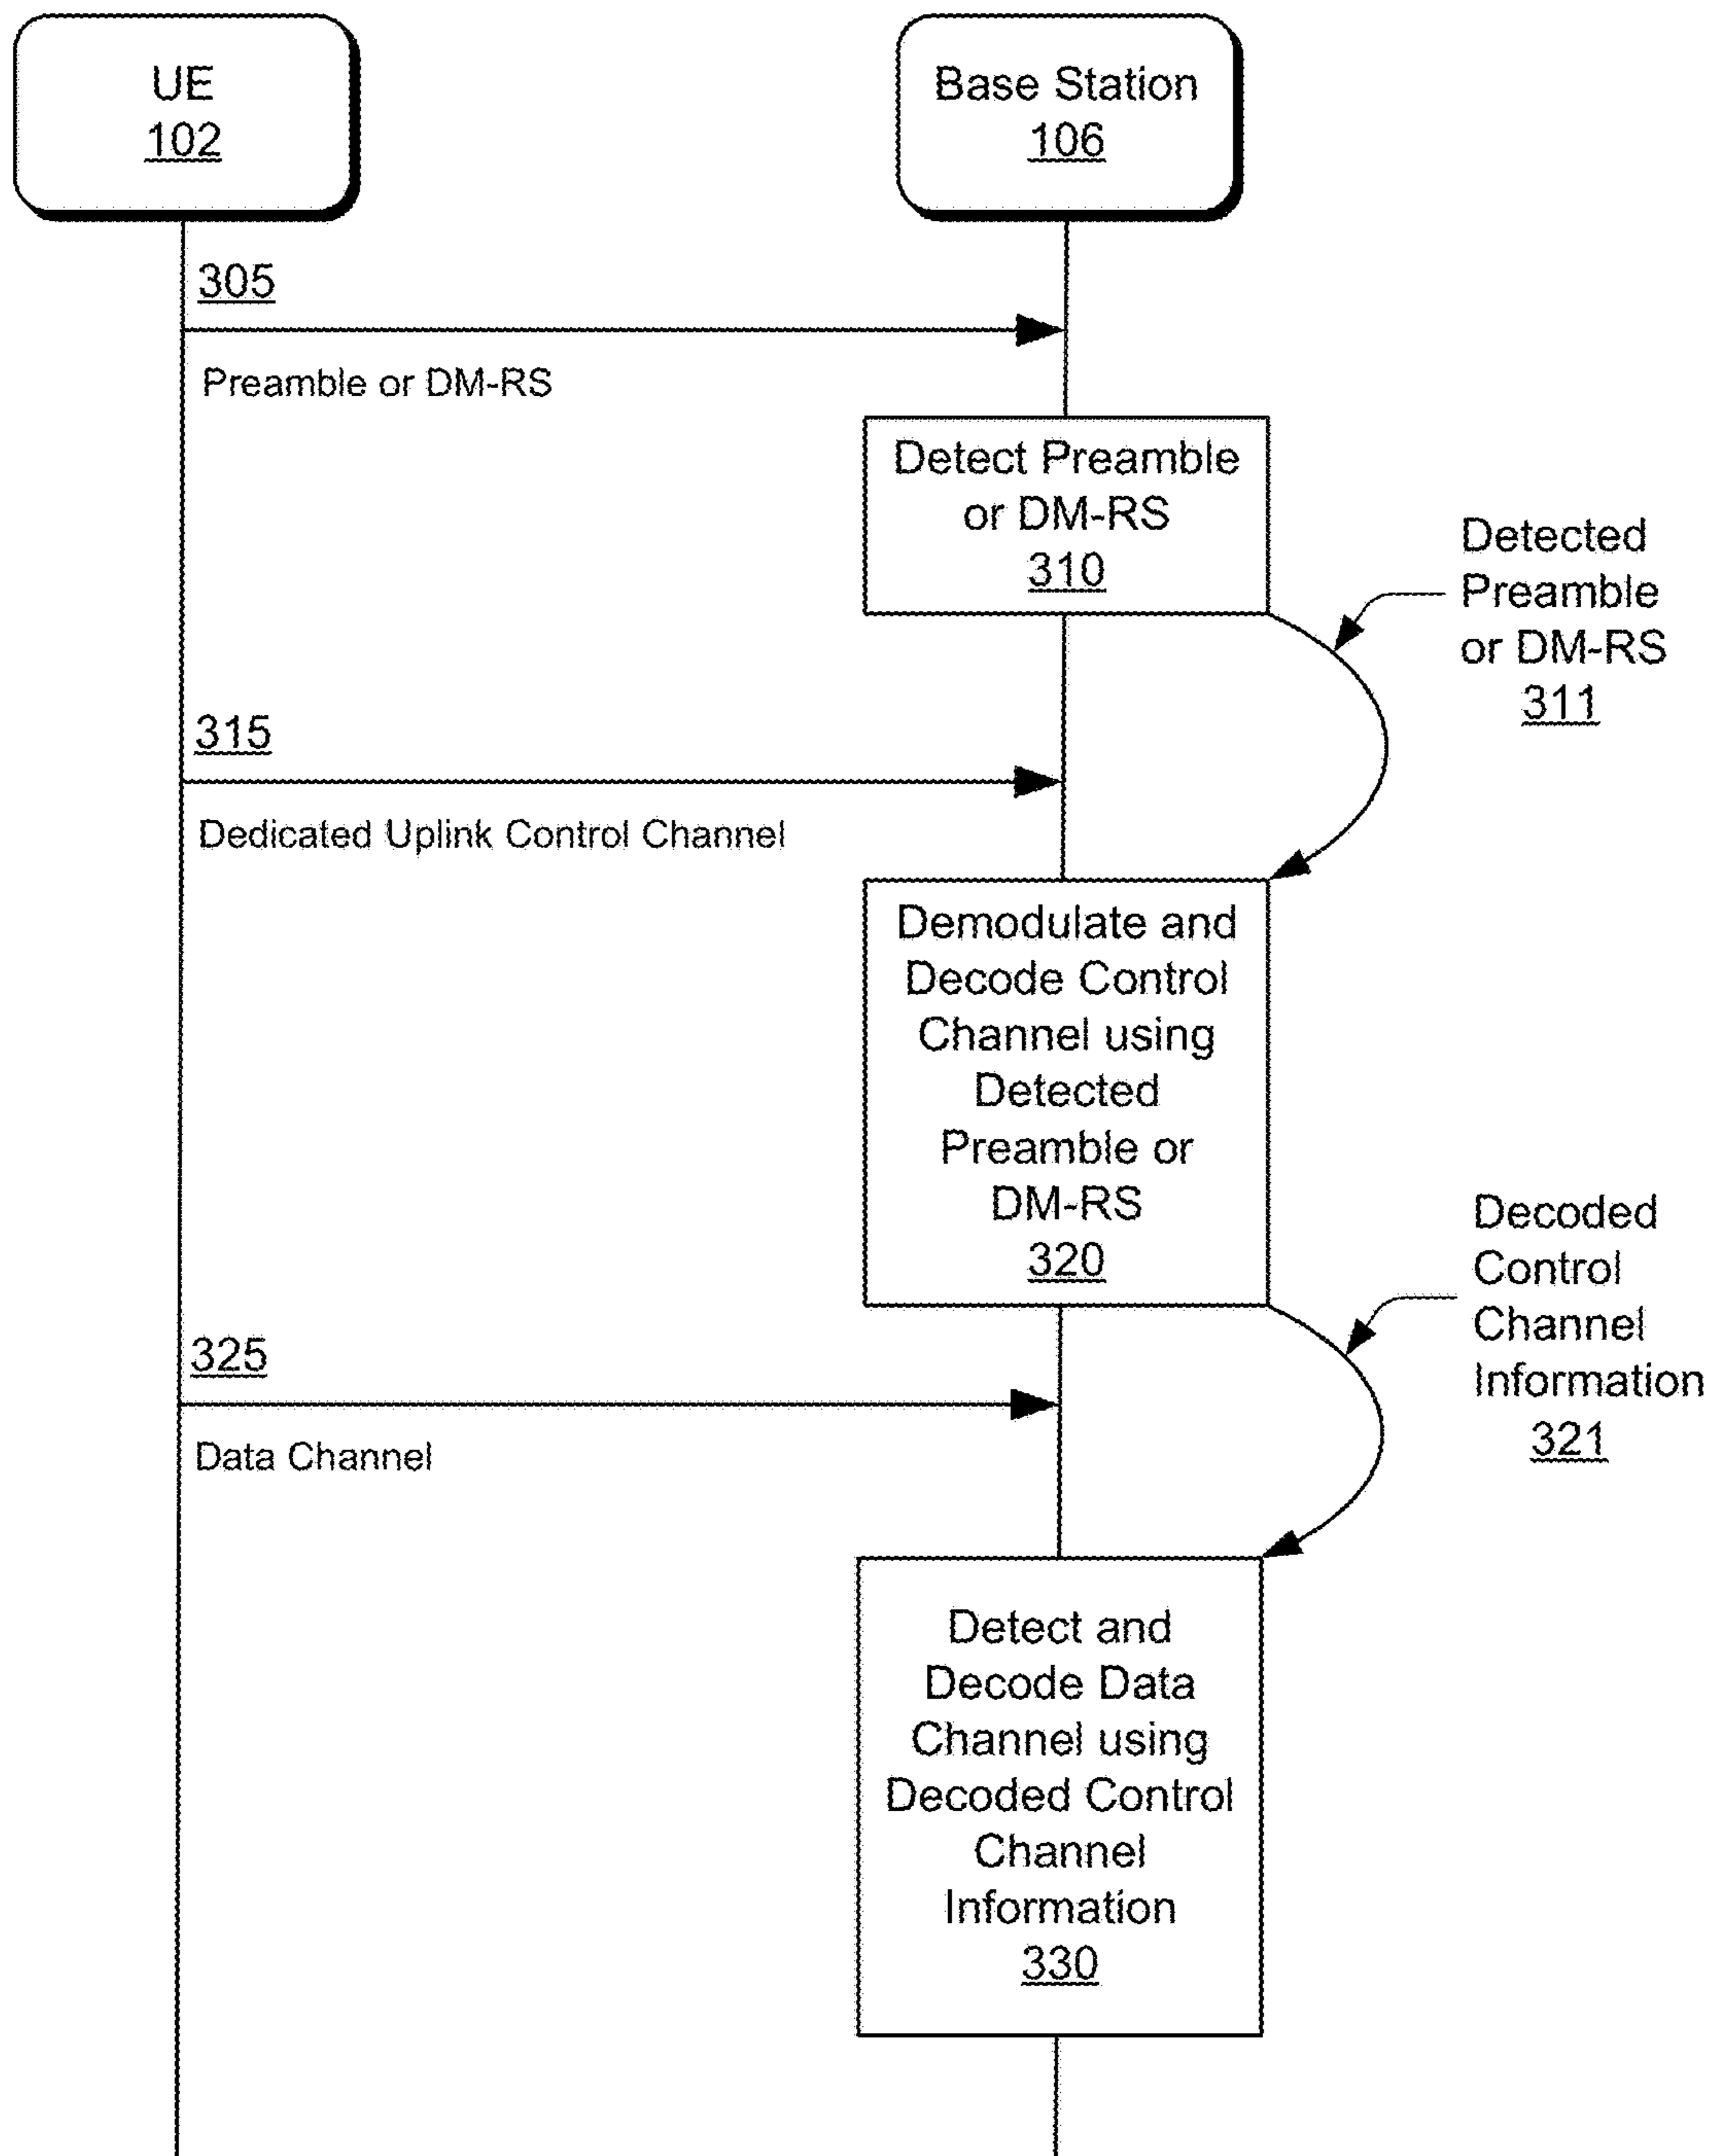 UE
102
Base Station
106
305
Preamble or DM-RS
Detect Preamble
or DM-RS
310
Detected
Preamble
or DM-RS
311
315
Dedicated Uplink Control Channel
Demodulate and
Decode Control
Channel using
Detected
Preamble or
DM-RS
320
Decoded
Control
Channel
Information
321
325
Data Channel
Detect and
Decode Data
Channel using
Decoded Control
Channel
Information
330